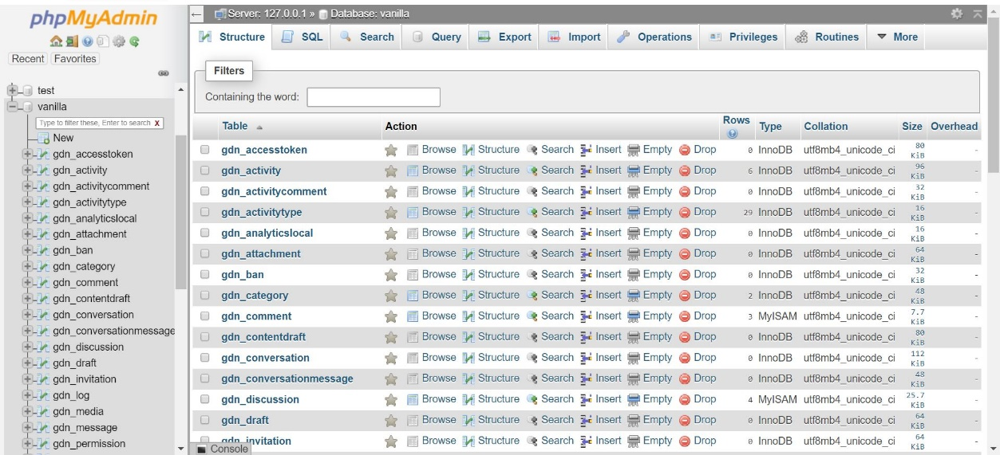 phpMyAdmin
Recent Favorites
test
vanilla
Type to filter these, Enter to search X
New
gdn_accesstoken
gdn_activity
gdn_activitycomment
gdn_activitytype
gdn_analyticslocal
gdn_attachment
gdn_ban
gdn_category
gdn_comment
gdn_contentdraft
gdn_conversation
gdn_conversationmessage
gdn_discussion
gdn_draft
gdn_invitation
gdn_log
gdn_media
gdn_message
gdn_permission
Server: 127.0.0.1 » Database: vanilla
Structure SQL Search Query Export Import Operations Privileges Routines More
Filters
Containing the word:
Table Action Rows Type Collation Size Overhead
gdn_accesstoken Browse Structure Search Insert Empty Drop 0 InnoDB utf8mb4_unicode_ci 80 KiB -
gdn_activity Browse Structure Search Insert Empty Drop 6 InnoDB utf8mb4_unicode_ci 96 KiB -
gdn_activitycomment Browse Structure Search Insert Empty Drop 0 InnoDB utf8mb4_unicode_ci 32 KiB -
gdn_activitytype Browse Structure Search Insert Empty Drop 29 InnoDB utf8mb4_unicode_ci 16 KiB -
gdn_analyticslocal Browse Structure Search Insert Empty Drop 0 InnoDB utf8mb4_unicode_ci 16 KiB -
gdn_attachment Browse Structure Search Insert Empty Drop 0 InnoDB utf8mb4_unicode_ci 64 KiB -
gdn_ban Browse Structure Search Insert Empty Drop 0 InnoDB utf8mb4_unicode_ci 32 KiB -
gdn_category Browse Structure Search Insert Empty Drop 2 InnoDB utf8mb4_unicode_ci 48 KiB -
gdn_comment Browse Structure Search Insert Empty Drop 3 MyISAM utf8mb4_unicode_ci 7.7 KiB -
gdn_contentdraft Browse Structure Search Insert Empty Drop 0 InnoDB utf8mb4_unicode_ci 80 KiB -
gdn_conversation Browse Structure Search Insert Empty Drop 0 InnoDB utf8mb4_unicode_ci 112 KiB -
gdn_conversationmessage Browse Structure Search Insert Empty Drop 0 InnoDB utf8mb4_unicode_ci 48 KiB -
gdn_discussion Browse Structure Search Insert Empty Drop 4 MyISAM utf8mb4_unicode_ci 25.7 KiB -
gdn_draft Browse Structure Search Insert Empty Drop 0 InnoDB utf8mb4_unicode_ci 64 KiB -
gdn_invitation Browse Structure Search Insert Empty Drop 0 InnoDB utf8mb4_unicode_ci 64 KiB -
Console